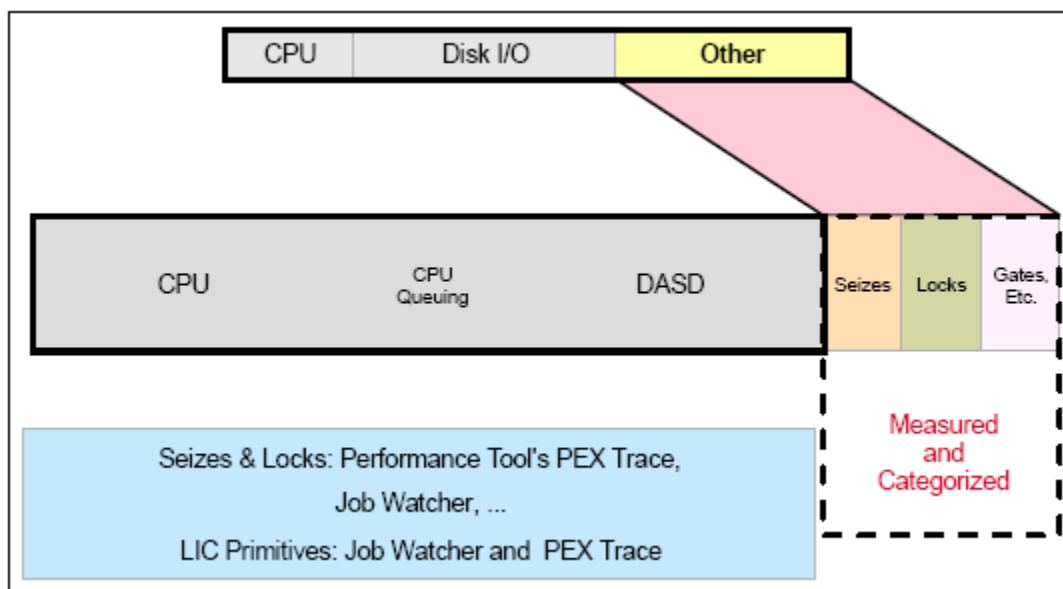 CPU
Disk I/O
Other
CPU
CPU
Queuing
DASD
Seizes
Locks
Gates,
Etc.
Measured
and
Categorized
Seizes & Locks: Performance Tool's PEX Trace,
Job Watcher, ...
LIC Primitives: Job Watcher and PEX Trace